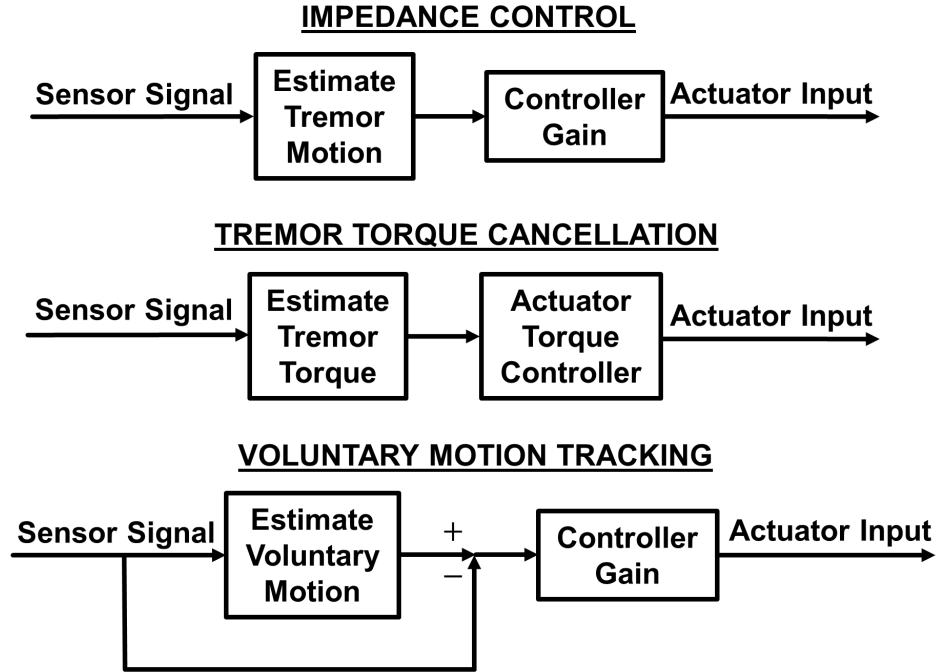 IMPEDANCE CONTROL
Sensor Signal
Estimate
Tremor
Motion
Controller
Gain
Actuator Input
TREMOR TORQUE CANCELLATION
Sensor Signal
Estimate
Tremor
Torque
Actuator
Torque
Controller
Actuator Input
VOLUNTARY MOTION TRACKING
Sensor Signal
Estimate
Voluntary
Motion
+
−
Controller
Gain
Actuator Input